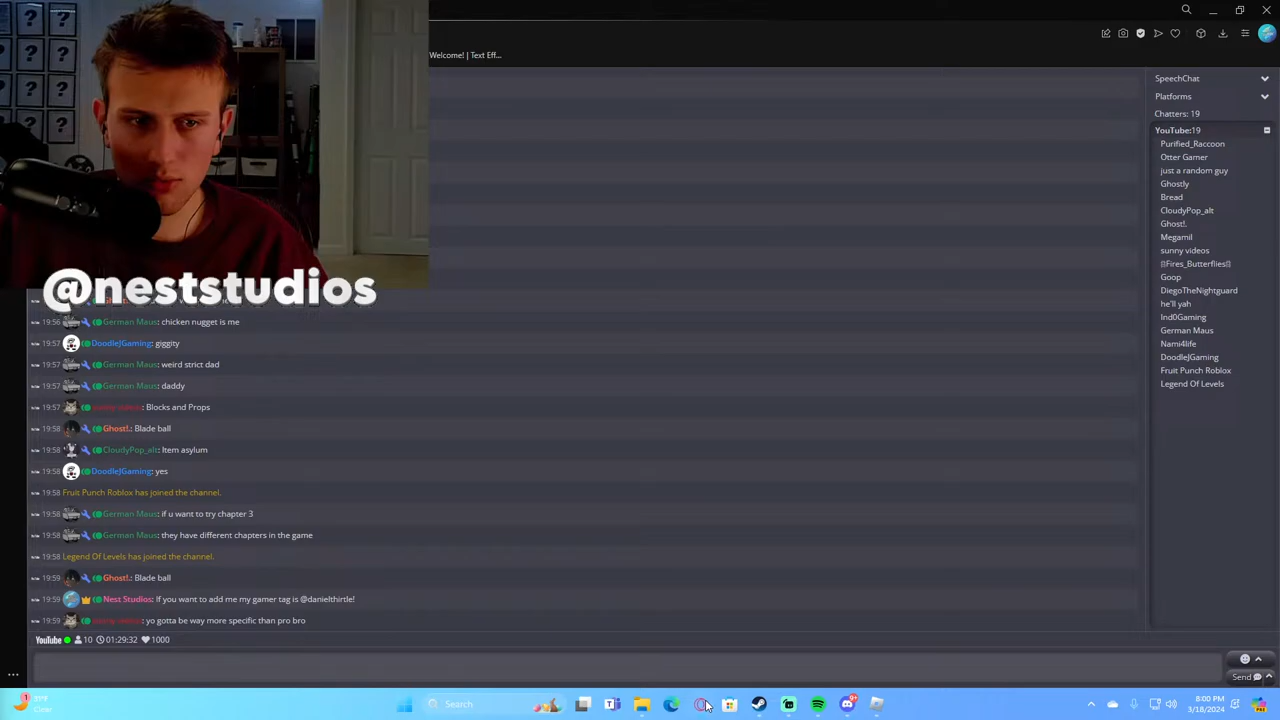 Welcome! | Text Eff...
SpeechChat
Platforms
Chatters: 19
YouTube:19
Purified_Raccoon
Otter Gamer
just a random guy
Ghostly
Bread
CloudyPop_alt
Ghost!.
Megamil
sunny videos
Fires_Butterflies
Goop
DiegoTheNightguard
he'll yah
Ind0Gaming
German Maus
Nami4life
DoodleJGaming
Fruit Punch Roblox
Legend Of Levels
@neststudios
19:56 German Maus: chicken nugget is me
19:57 DoodleJGaming: giggity
19:57 German Maus: weird strict dad
19:57 German Maus: daddy
19:57 : Blocks and Props
19:58 Ghost!.: Blade ball
19:58 CloudyPop_alt: Item asylum
19:58 DoodleJGaming: yes
19:58 Fruit Punch Roblox has joined the channel.
19:58 German Maus: if u want to try chapter 3
19:58 German Maus: they have different chapters in the game
19:58 Legend Of Levels has joined the channel.
19:59 Ghost!.: Blade ball
19:59 Nest Studios: If you want to add me my gamer tag is @danielthirtle!
19:59 : yo gotta be way more specific than pro bro
YouTube 10 01:29:32 1000
Send
31°F
Clear
Search
8:00 PM
3/18/2024